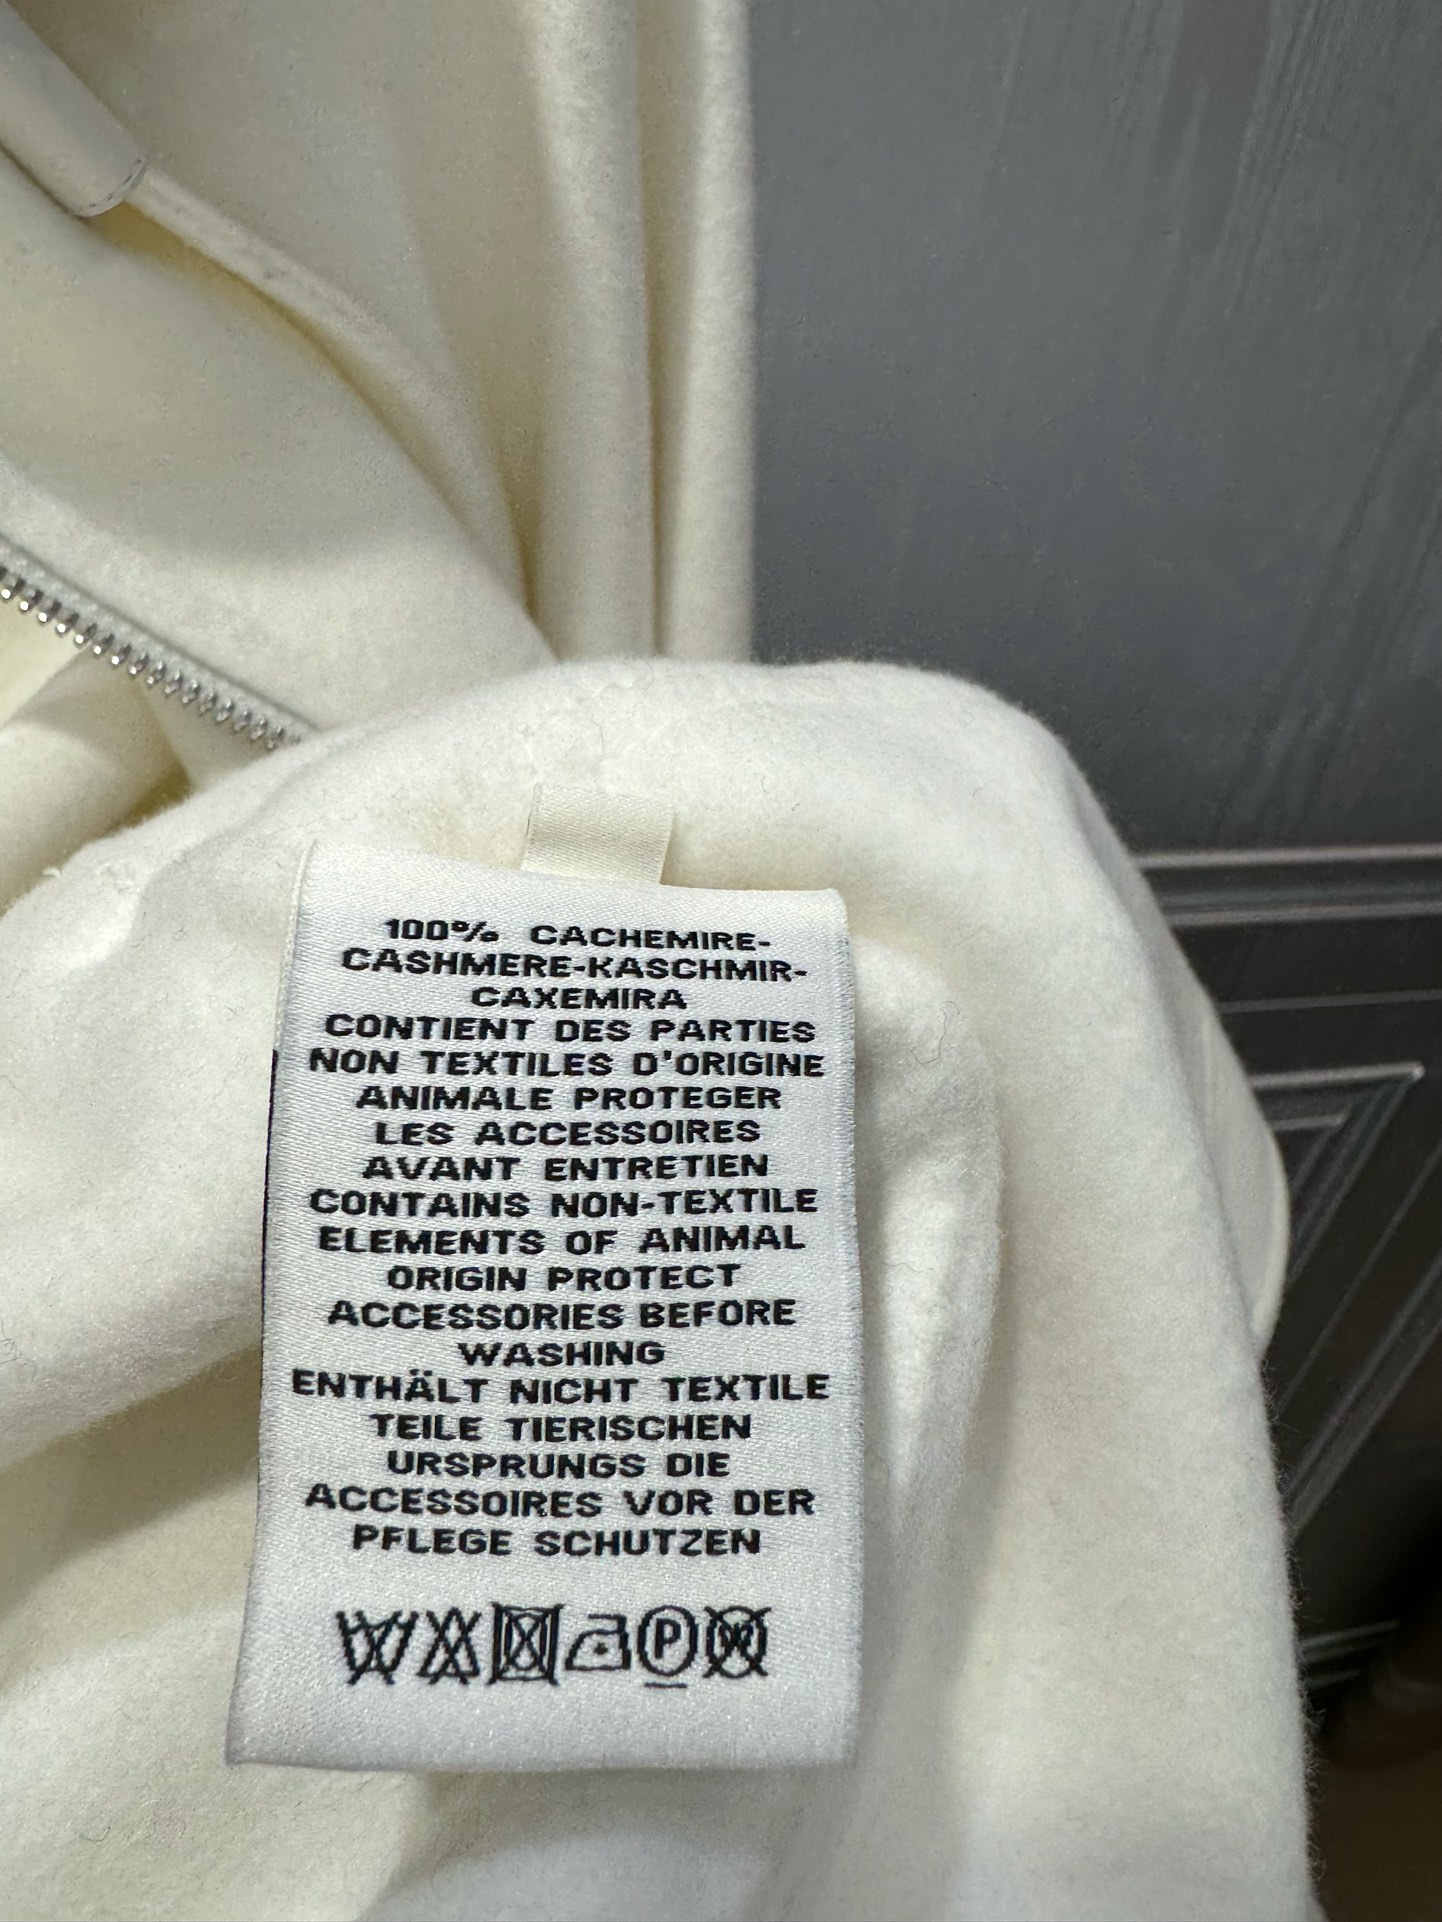 100% CACHEMIRE-
CASHMERE-KASCHMIR-
CAXEMIRA
CONTIENT DES PARTIES
NON TEXTILES D'ORIGINE
ANIMALE PROTEGER
LES ACCESSOIRES
AVANT ENTRETIEN
CONTAINS NON-TEXTILE
ELEMENTS OF ANIMAL
ORIGIN PROTECT
ACCESSORIES BEFORE
WASHING
ENTHÄLT NICHT TEXTILE
TEILE TIERISCHEN
URSPRUNGS DIE
ACCESSOIRES VOR DER
PFLEGE SCHUTZEN
P W